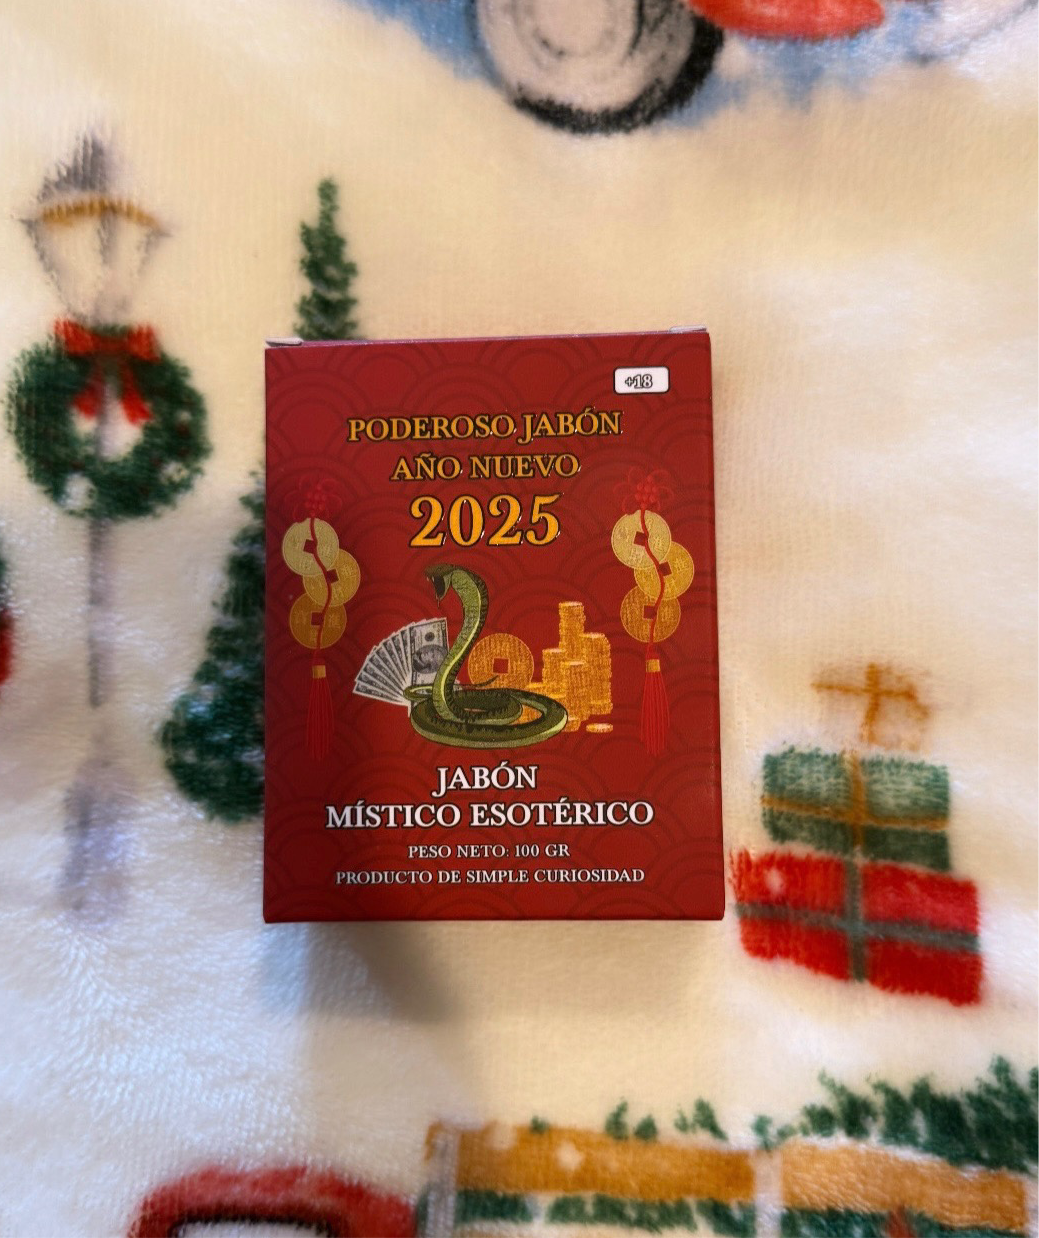 +18
PODEROSO JABÓN
AÑO NUEVO
2025
JABÓN
MÍSTICO ESOTÉRICO
PESO NETO: 100 GR
PRODUCTO DE SIMPLE CURIOSIDAD